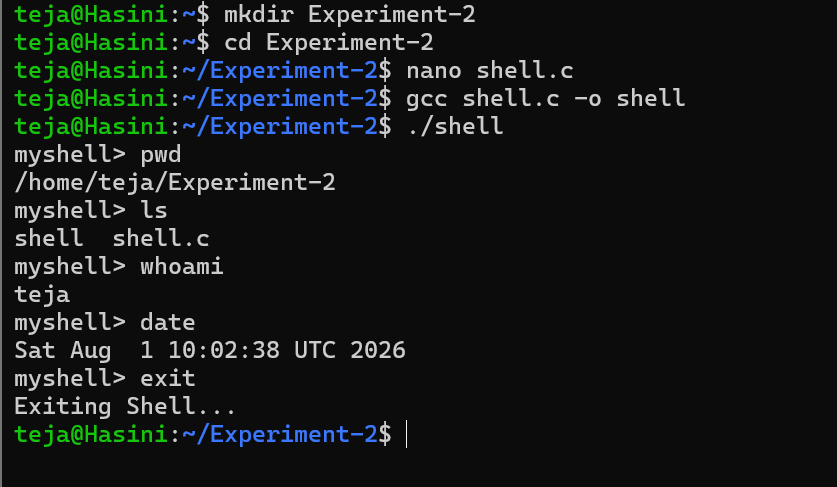 teja@Hasini:~$ mkdir Experiment-2
teja@Hasini:~$ cd Experiment-2
teja@Hasini:~/Experiment-2$ nano shell.c
teja@Hasini:~/Experiment-2$ gcc shell.c -o shell
teja@Hasini:~/Experiment-2$ ./shell
myshell> pwd
/home/teja/Experiment-2
myshell> ls
shell  shell.c
myshell> whoami
teja
myshell> date
Sat Aug  1 10:02:38 UTC 2026
myshell> exit
Exiting Shell...
teja@Hasini:~/Experiment-2$